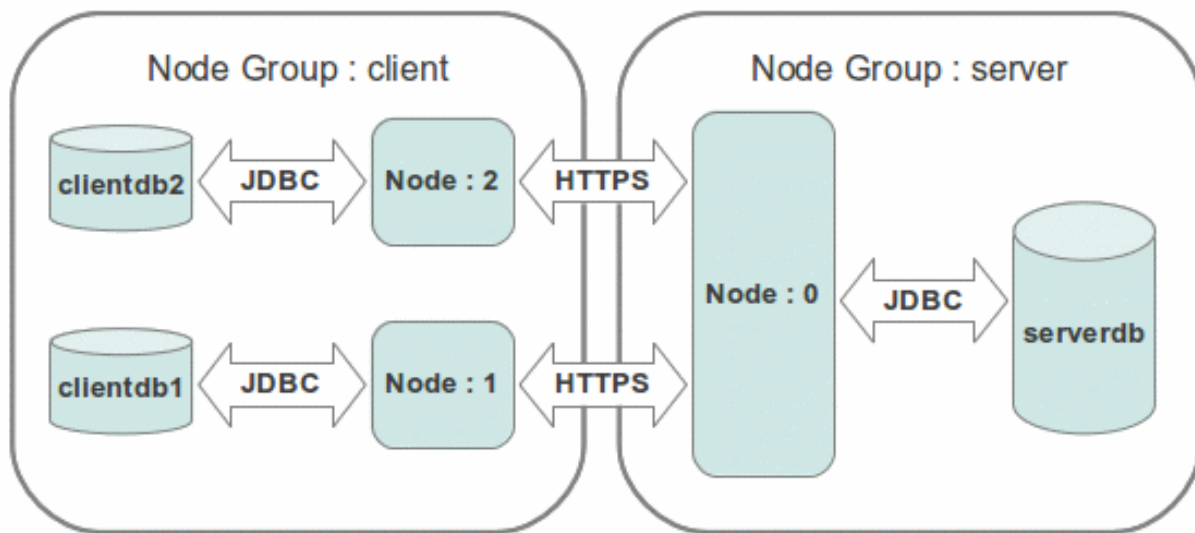 Node Group : client
Node Group : server
clientdb2
JDBC
Node : 2
HTTPS
Node : 0
JDBC
serverdb
clientdb1
JDBC
Node : 1
HTTPS